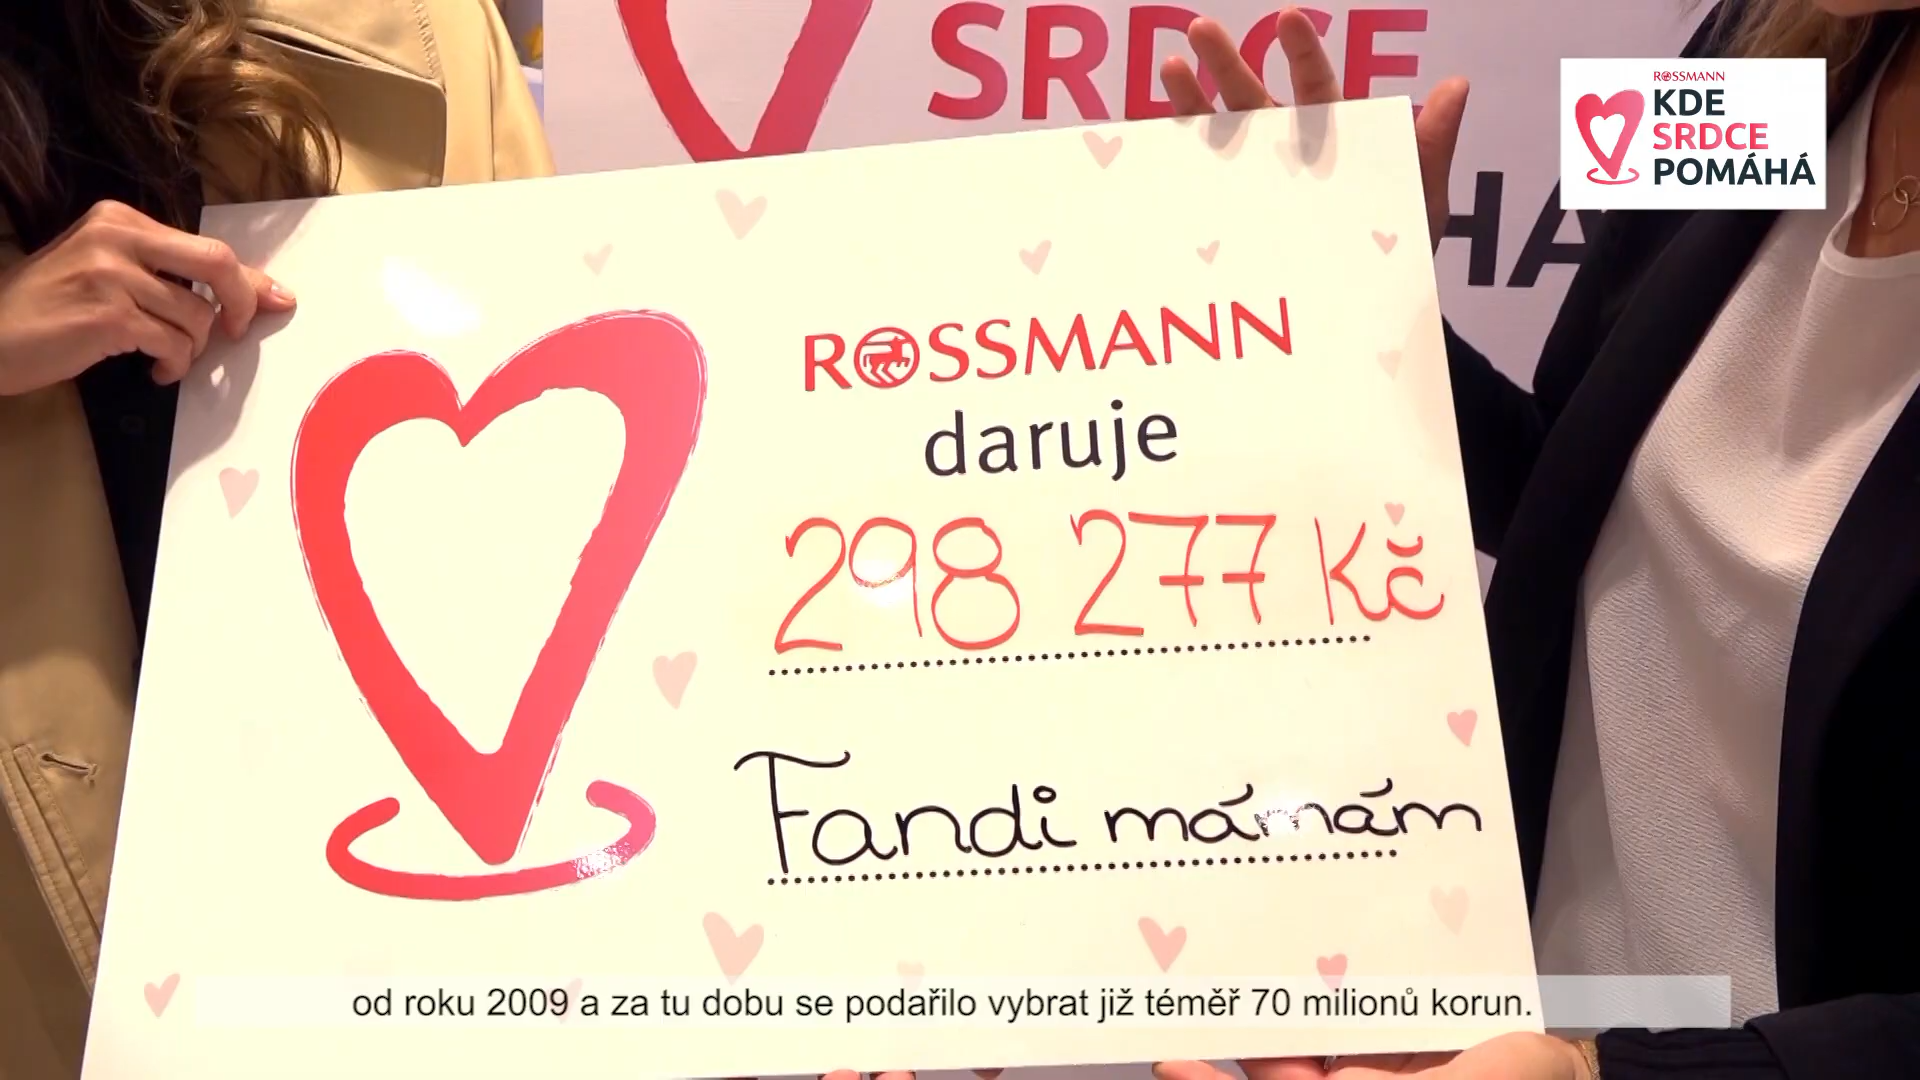 SRDCE
HÁ
ROSSMANN
KDE
SRDCE
POMÁHÁ
ROSSMANN
daruje
298 277 Kč
Fandi mámám
od roku 2009 a za tu dobu se podařilo vybrat již téměř 70 milionů korun.